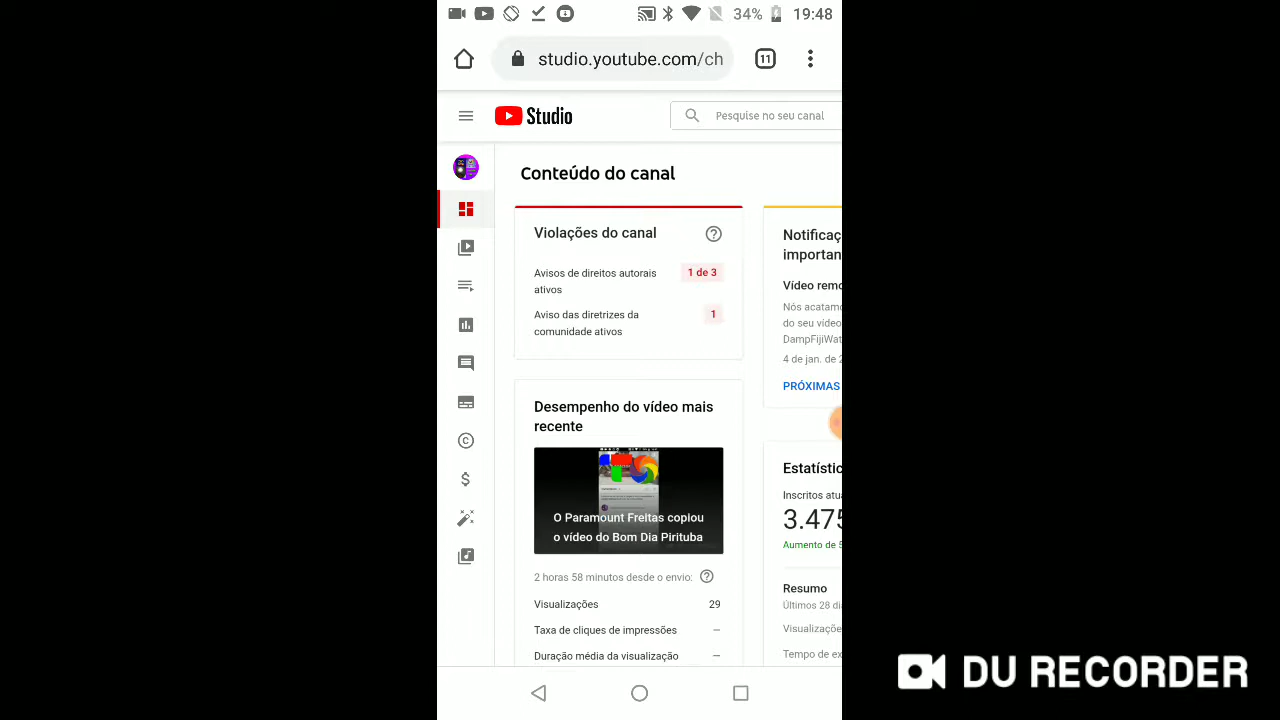 34% 19:48
studio.youtube.com/ch
11
Studio
Pesquise no seu canal
Conteúdo do canal
Violações do canal
Avisos de direitos autorais
ativos
1 de 3
Aviso das diretrizes da
comunidade ativos
1
Notificaç
importan
Vídeo remo
Nós acatamo
do seu vídeo
DampFijiWat
4 de jan. de 2
PRÓXIMAS
Desempenho do vídeo mais
recente
O Paramount Freitas copiou
o vídeo do Bom Dia Pirituba
2 horas 58 minutos desde o envio:
Visualizações 29
Taxa de cliques de impressões —
Duração média da visualização —
Estatístic
Inscritos atua
3.475
Aumento de 5
Resumo
Últimos 28 dia
Visualizaçõe
Tempo de ex
DU RECORDER